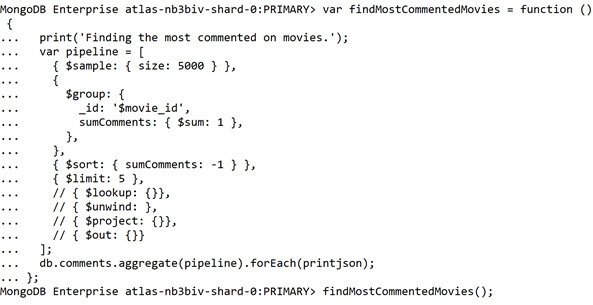 MongoDB Enterprise atlas-nb3biv-shard-0:PRIMARY> var findMostCommentedMovies = function ()
 {
...   print('Finding the most commented on movies.');
...   var pipeline = [
...     { $sample: { size: 5000 } },
...     {
...       $group: {
...         _id: '$movie_id',
...         sumComments: { $sum: 1 },
...       },
...     },
...     { $sort: { sumComments: -1 } },
...     { $limit: 5 },
...     // { $lookup: {}},
...     // { $unwind: },
...     // { $project: {}},
...     // { $out: {}}
...   ];
...   db.comments.aggregate(pipeline).forEach(printjson);
... };
MongoDB Enterprise atlas-nb3biv-shard-0:PRIMARY> findMostCommentedMovies();